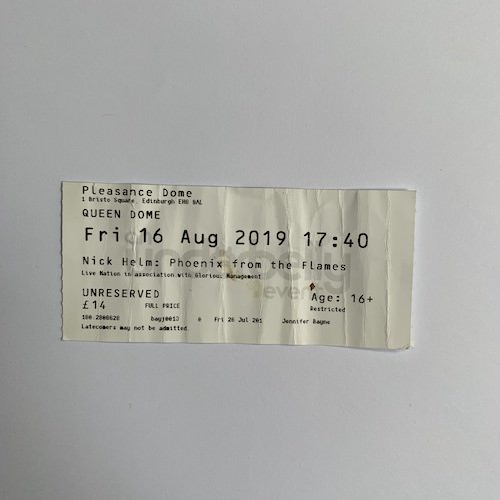 Pleasance Dome
1 Bristo Square, Edinburgh EH8 9AL
QUEEN DOME
Fri 16 Aug 2019 17:40
Nick Helm: Phoenix from the Flames
Live Nation in association with Glorious Management
UNRESERVED
Age: 16+
£14 FULL PRICE
Restricted
100.2800628 bayj0013 0 Fri 26 Jul 201 Jennifer Bayne
Latecomers may not be admitted.